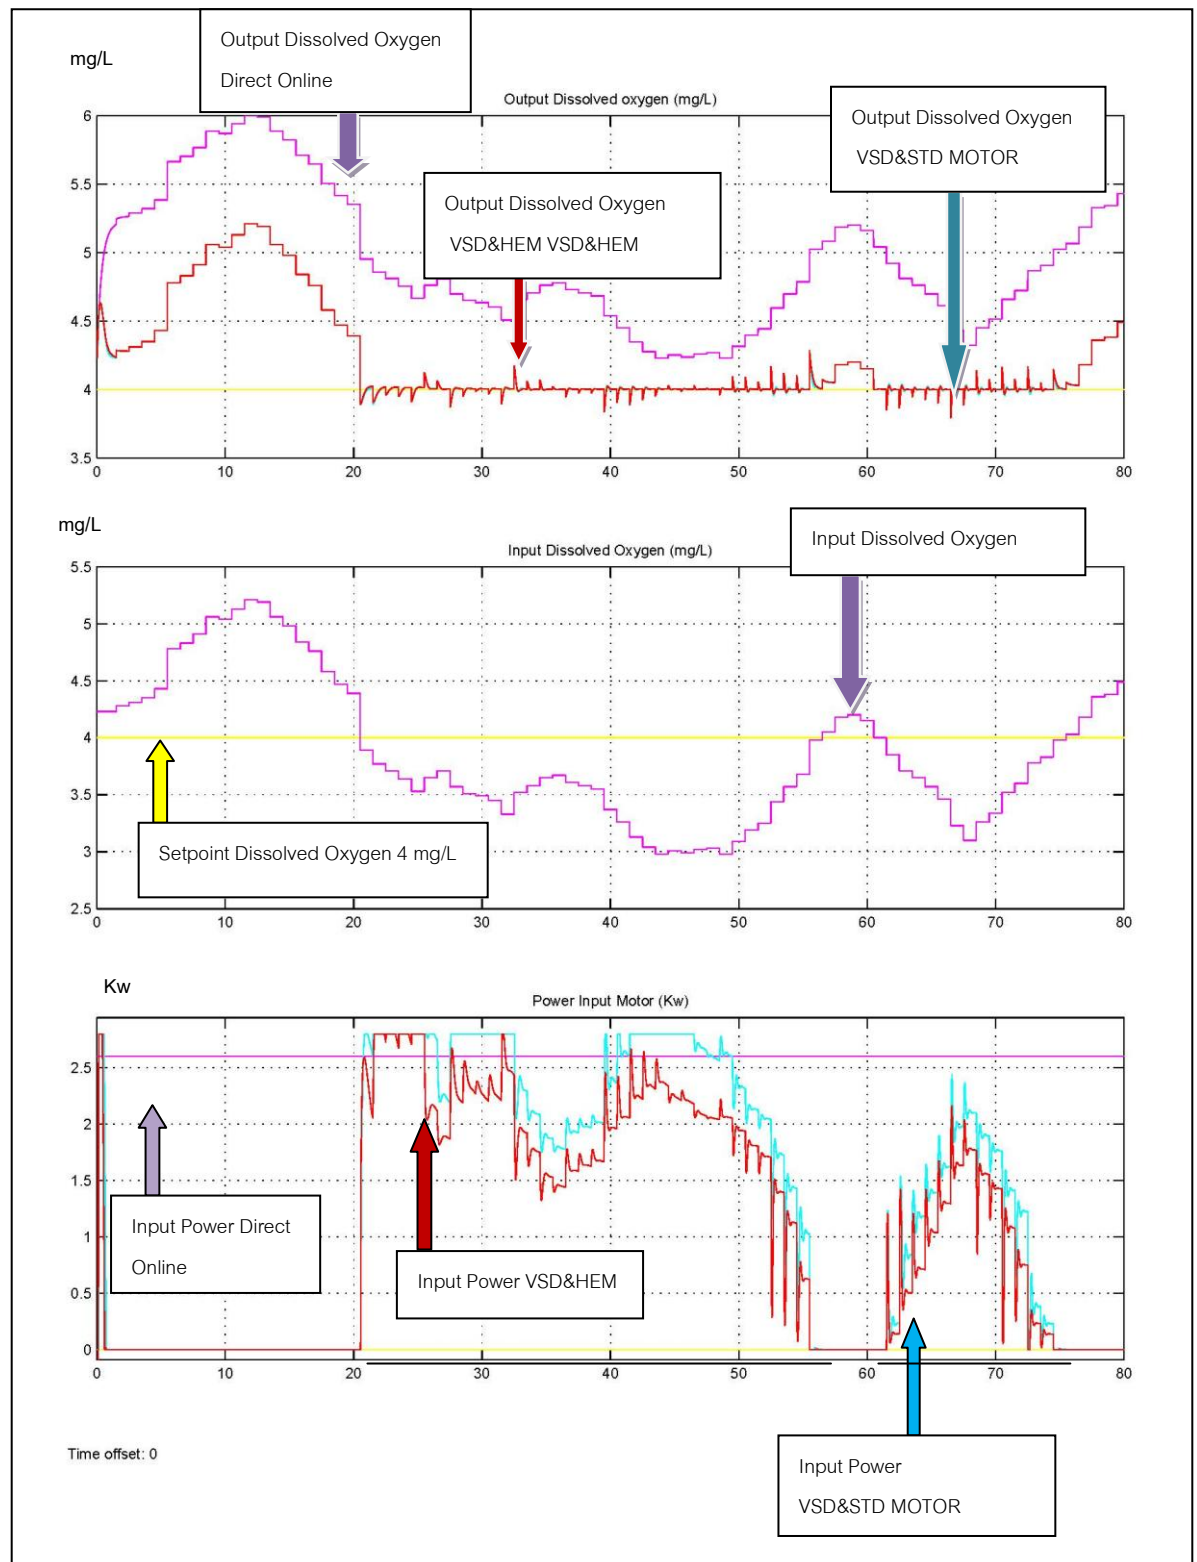 Output Dissolved Oxygen
Direct Online
mg/L
Output Dissolved oxygen (mg/L)
Output Dissolved Oxygen
VSD&STD MOTOR
Output Dissolved Oxygen
VSD&HEM VSD&HEM
6
5.5
5
4.5
4
3.5
0 10 20 30 40 50 60 70 80
mg/L
Input Dissolved Oxygen (mg/L)
Input Dissolved Oxygen
5.5
5
4.5
4
3.5
3
2.5
Setpoint Dissolved Oxygen 4 mg/L
0 10 20 30 40 50 60 70 80
Kw
Power Input Motor (Kw)
2.5
2
1.5
1
0.5
0
Input Power Direct
Online
Input Power VSD&HEM
0 10 20 30 40 50 60 70 80
Time offset: 0
Input Power
VSD&STD MOTOR